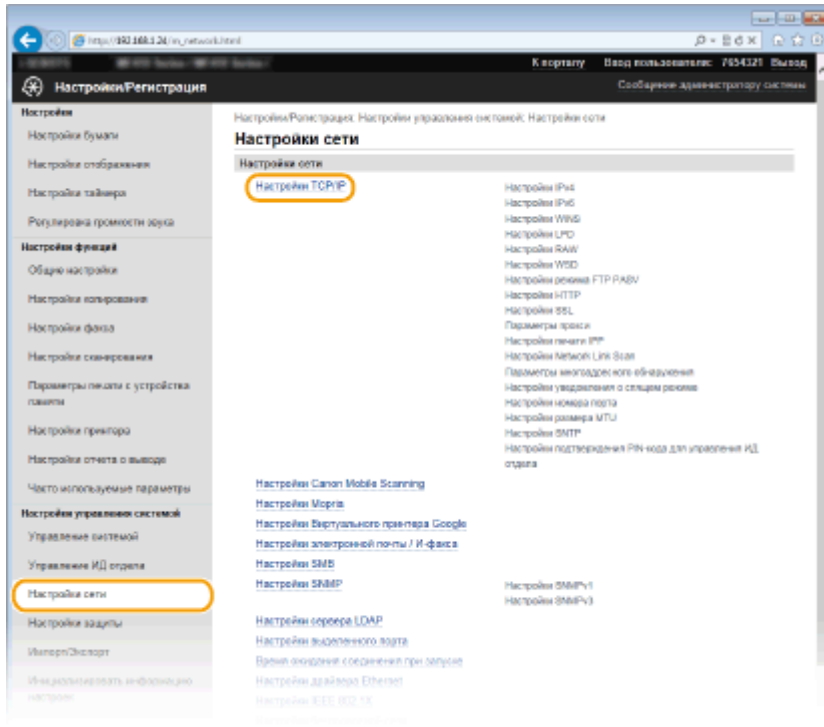 http://192.168.1.24/m_network.html
К порталу Ввод пользователя: 7654321 Выход
Настройки/Регистрация
Сообщение администратору системы
Настройки
Настройки бумаги
Настройки отображения
Настройки таймера
Регулировка громкости звука
Настройки функций
Общие настройки
Настройки копирования
Настройки факса
Настройки сканирования
Параметры печати с устройства
памяти
Настройки принтера
Настройки отчета о выводе
Часто используемые параметры
Настройки управления системой
Управление системой
Управление ИД отдела
Настройки сети
Настройки защиты
Импорт/Экспорт
Инициализировать информацию
настроек
Настройки/Регистрация: Настройки управления системой: Настройки сети
Настройки сети
Настройки сети
Настройки TCP/IP
Настройки IPv4
Настройки IPv6
Настройки WINS
Настройки LPD
Настройки RAW
Настройки WSD
Настройки режима FTP PASV
Настройки HTTP
Настройки SSL
Параметры прокси
Настройки печати IPP
Настройки Network Link Scan
Параметры многоадресного обнаружения
Настройки уведомления о спящем режиме
Настройки номера порта
Настройки размера MTU
Настройки SNTP
Настройки подтверждения PIN-кода для управления ИД
отдела
Настройки Canon Mobile Scanning
Настройки Mopria
Настройки Виртуального принтера Google
Настройки электронной почты / И-факса
Настройки SMB
Настройки SNMP
Настройки SNMPv1
Настройки SNMPv3
Настройки сервера LDAP
Настройки выделенного порта
Время ожидания соединения при запуске
Настройки драйвера Ethernet
Настройки IEEE 802.1X